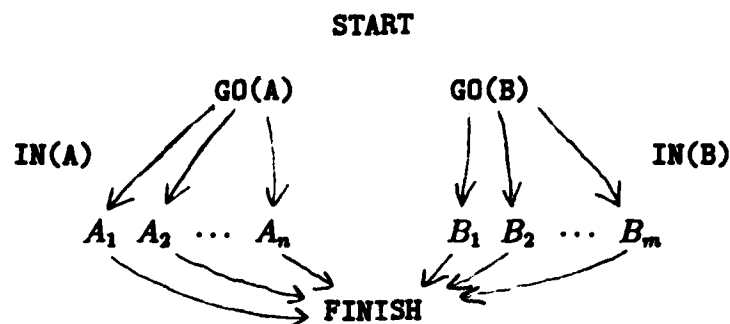 START
GO(A) GO(B)
IN(A) IN(B)
A₁ A₂ ⋯ Aₙ B₁ B₂ ⋯ Bₘ
FINISH